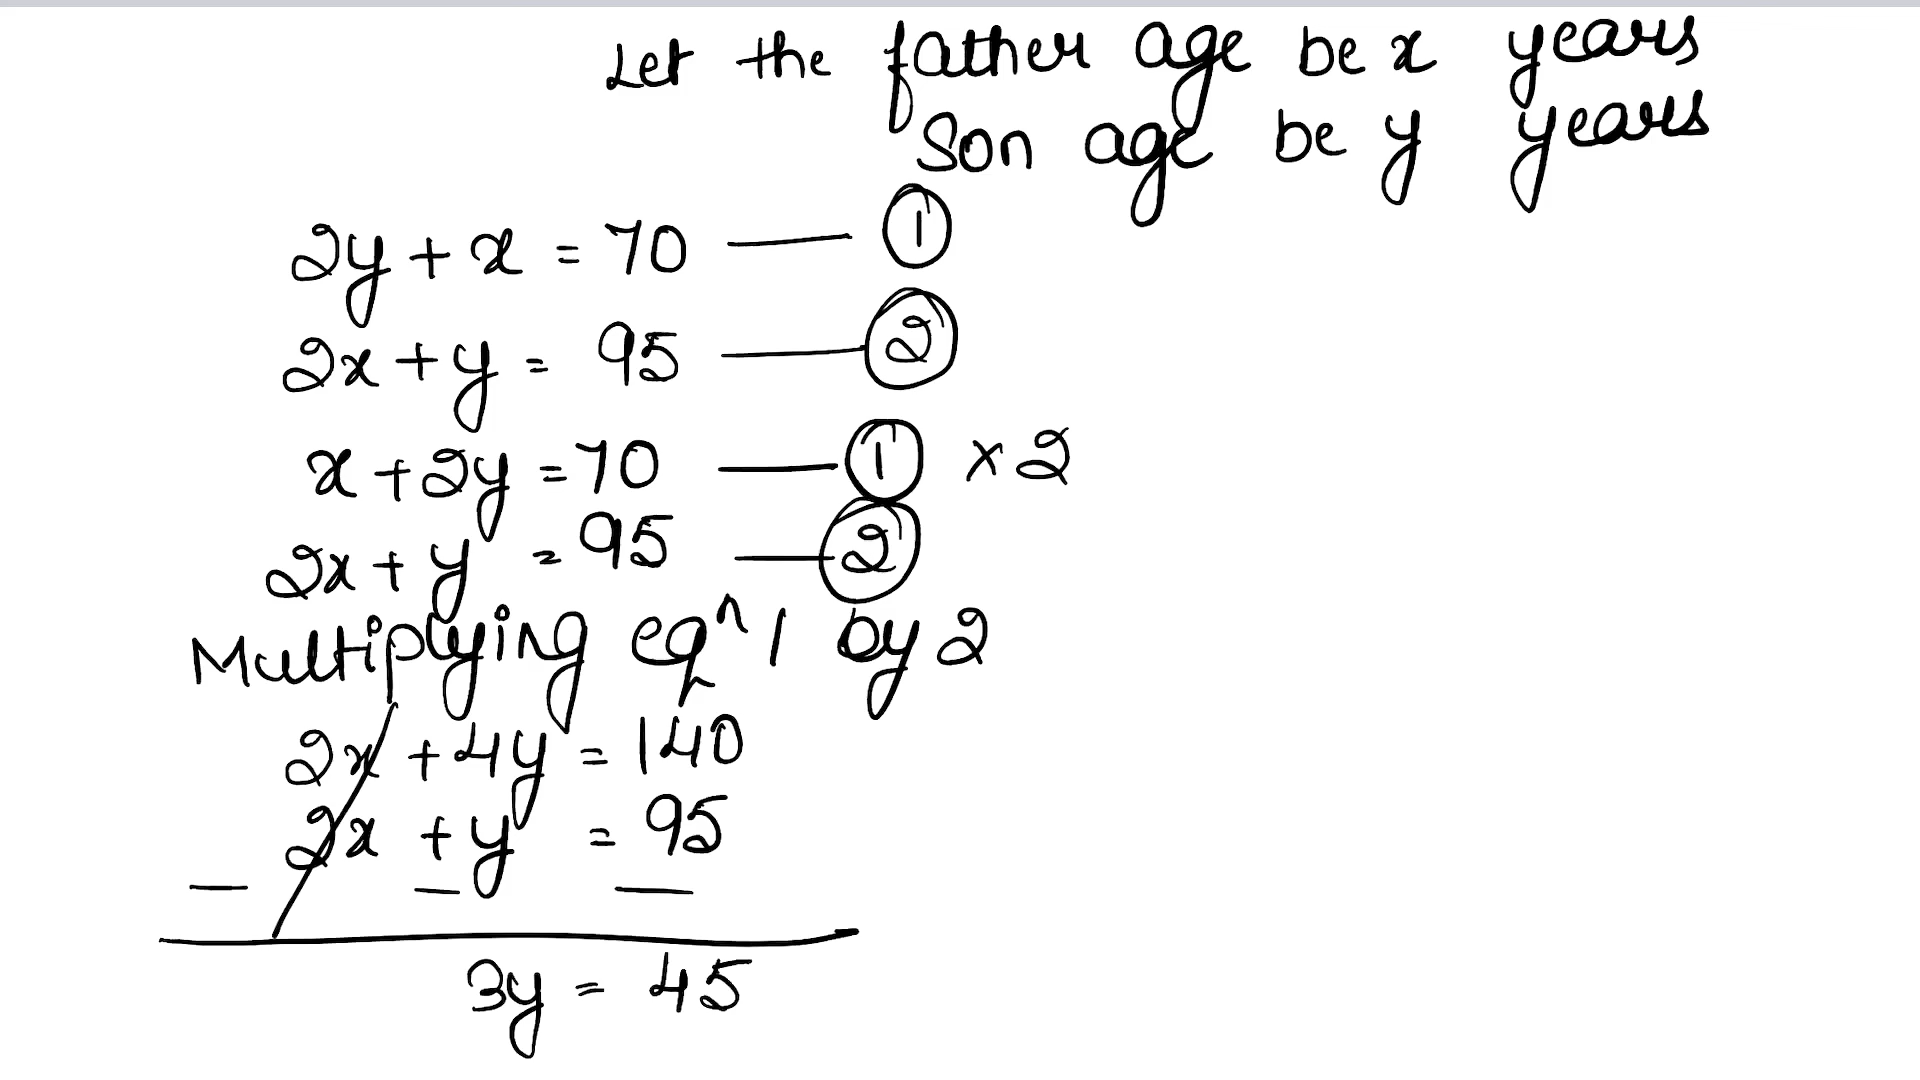 Let the father age be x years
Son age be y years
2y + x = 70 — ①
2x + y = 95 — ②
x + 2y = 70 — ① × 2
2x + y = 95 — ②
Multiplying eqⁿ 1 by 2
2x + 4y = 140
2x + y = 95
— — —
3y = 45